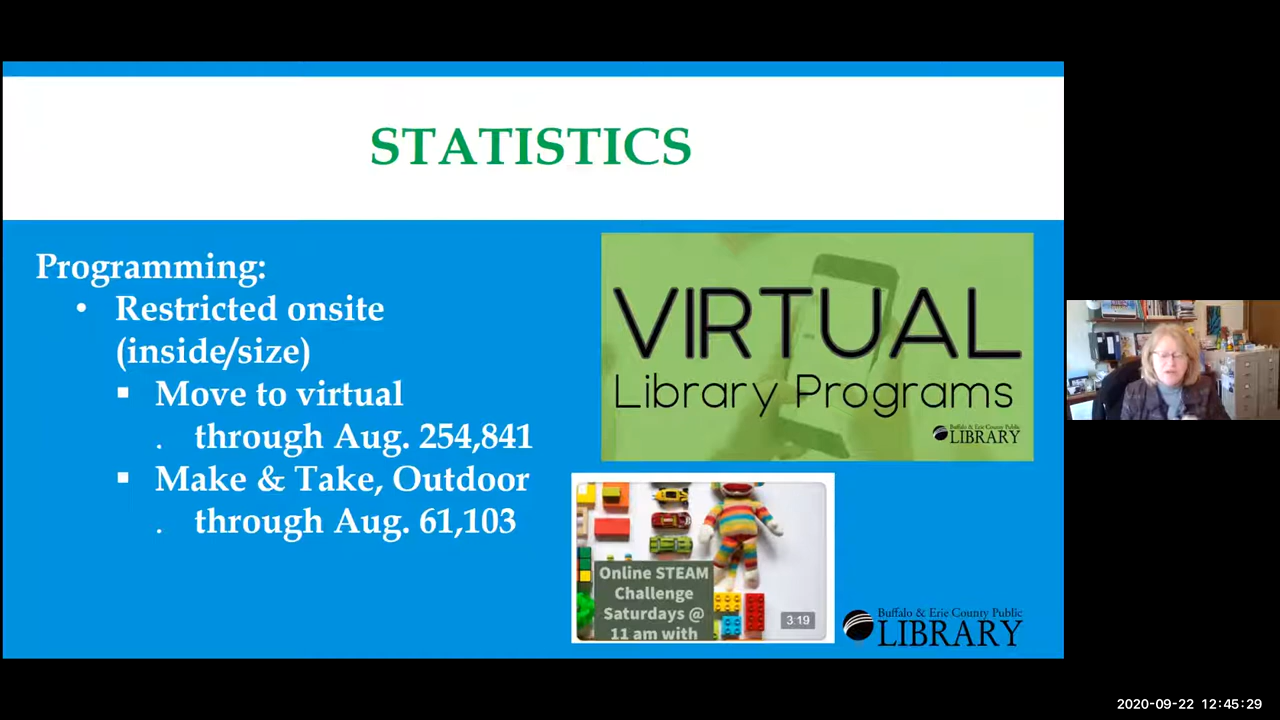 STATISTICS
Programming:
• Restricted onsite
(inside/size)
▪ Move to virtual
. through Aug. 254,841
▪ Make & Take, Outdoor
. through Aug. 61,103
VIRTUAL
Library Programs
Buffalo & Erie County Public
LIBRARY
Online STEAM
Challenge
Saturdays @
11 am with
3:19
Buffalo & Erie County Public
LIBRARY
2020-09-22 12:45:29